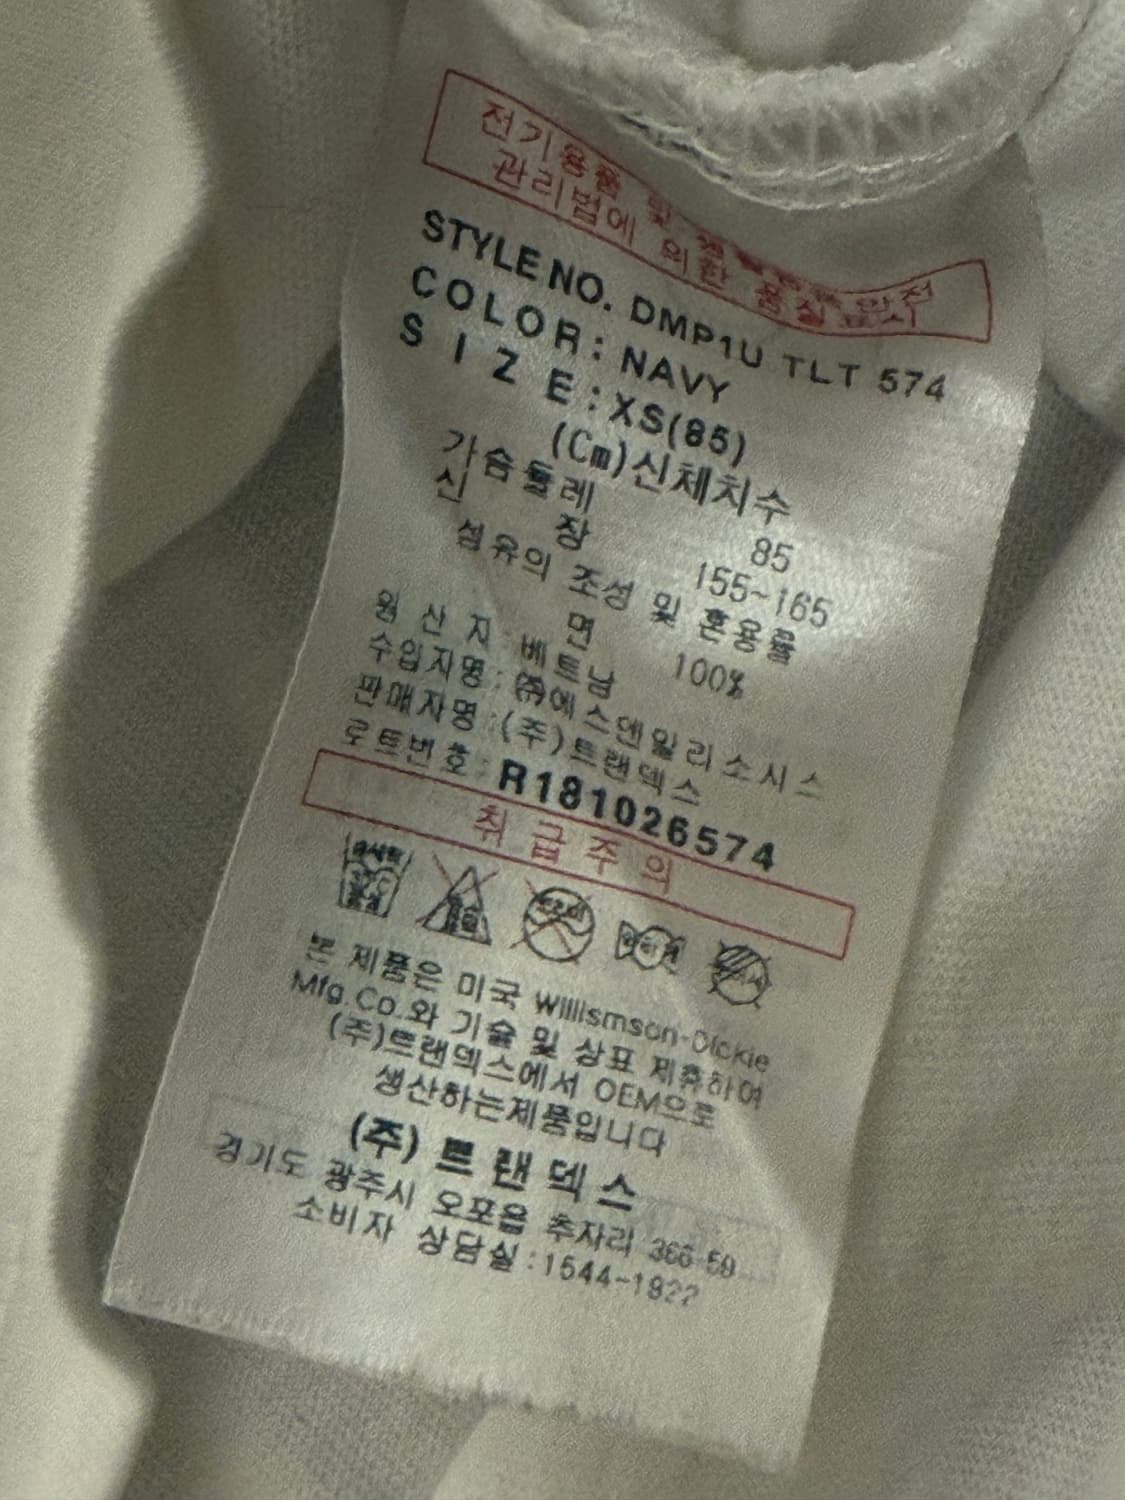 전기용품 및 생활용품 안전
관리법에 의한 품질표시
STYLE NO. DMP1U TLT 574
COLOR: NAVY
SIZE: XS(85)
(Cm)신체치수
가슴둘레 85
신 장 155~165
섬유의 조성 및 혼용률
면 100%
원 산 지: 베트남
수입자명: ㈜에스엔일리소시스
판매자명: (주)트랜덱스
로트번호: R181026574
취급주의
본 제품은 미국 Willismson-Dickie
Mfg.Co.와 기술 및 상표 제휴하여
(주)트랜덱스에서 OEM으로
생산하는제품입니다
(주) 트랜덱스
경기도 광주시 오포읍 추자리 366-59
소비자 상담실:1544-1922